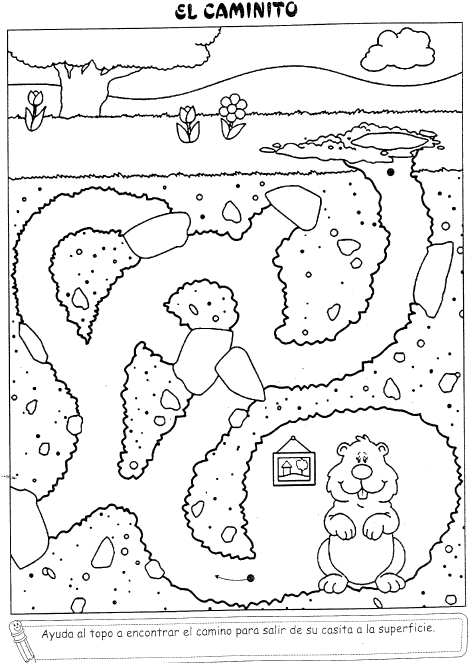 EL CAMINITO
Ayuda al topo a encontrar el camino para salir de su casita a la superficie.